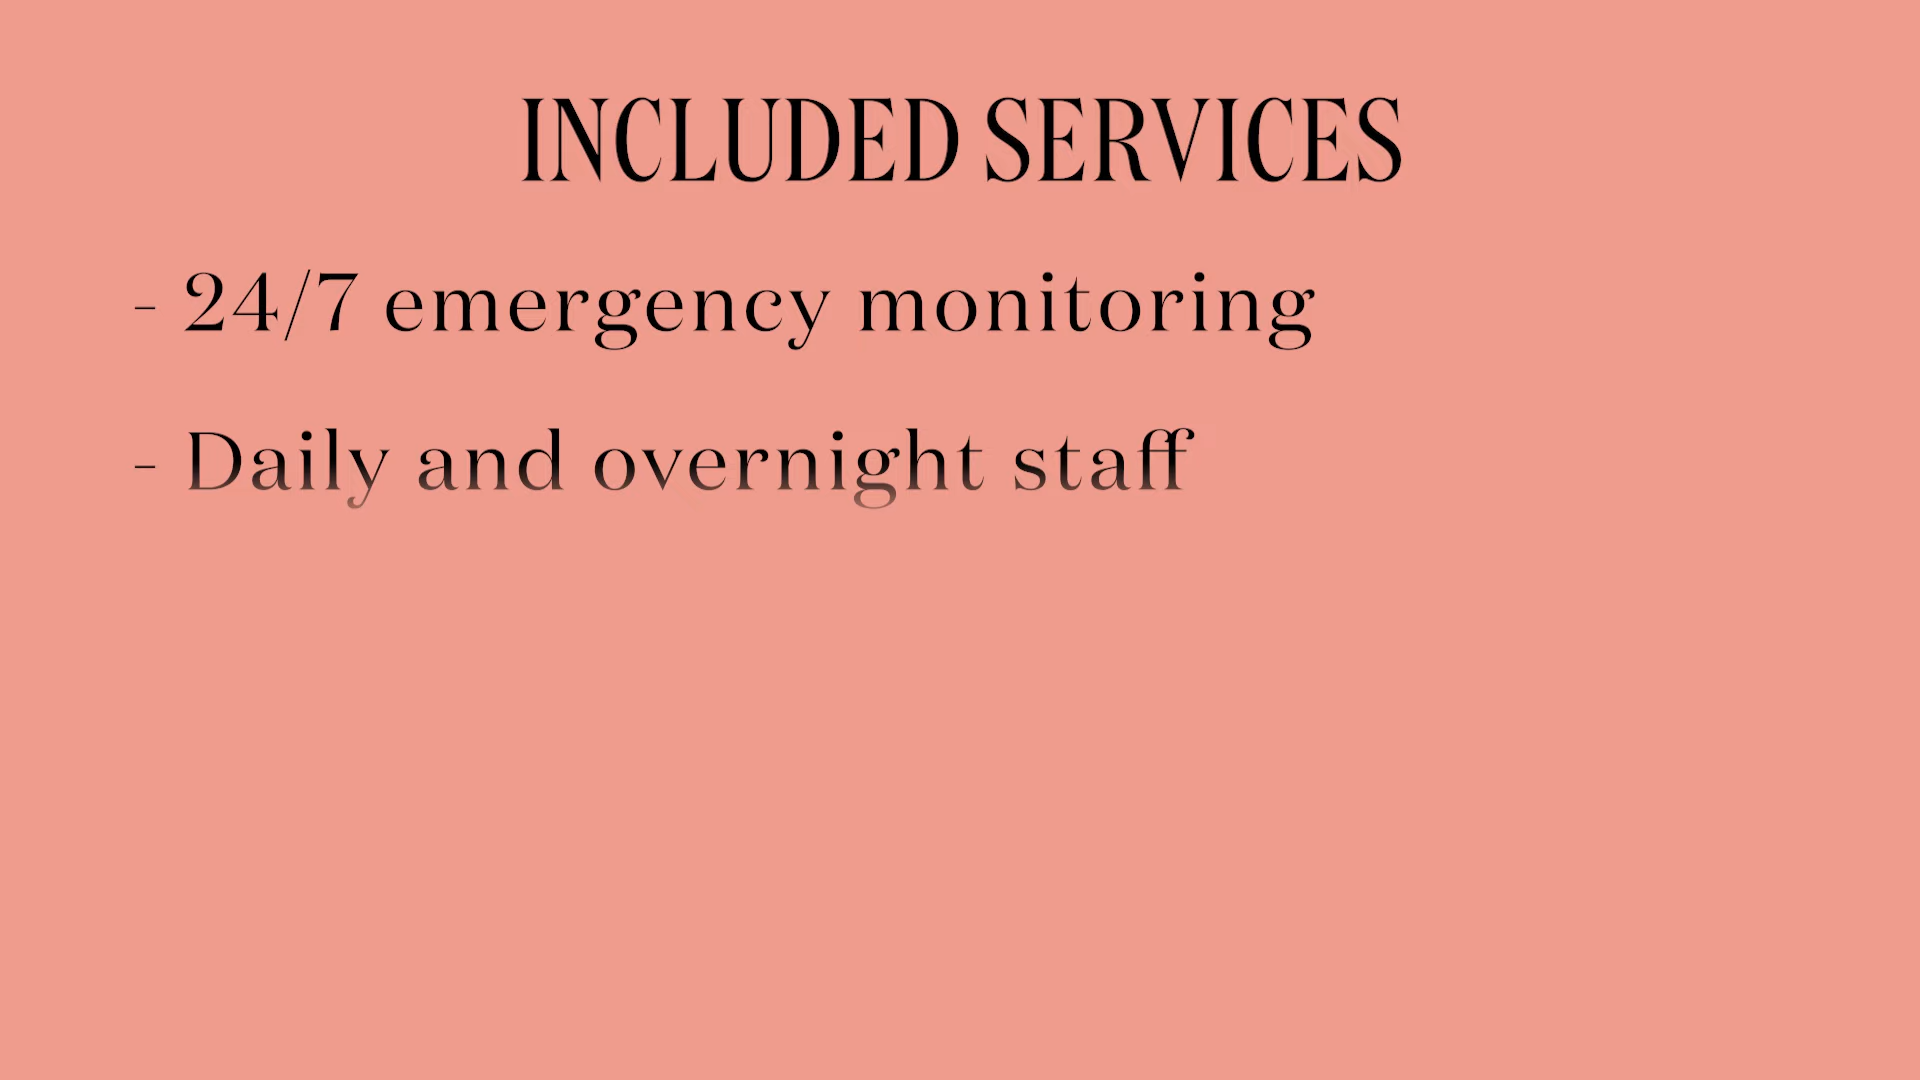 INCLUDED SERVICES
- 24/7 emergency monitoring
- Daily and overnight staff